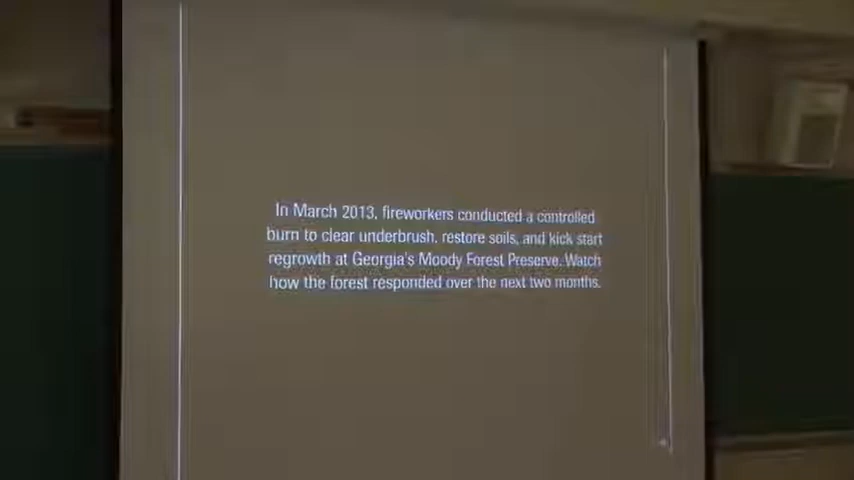 In March 2013, fireworkers conducted a controlled
burn to clear underbrush, restore soils, and kick start
regrowth at Georgia's Moody Forest Preserve. Watch
how the forest responded over the next two months.